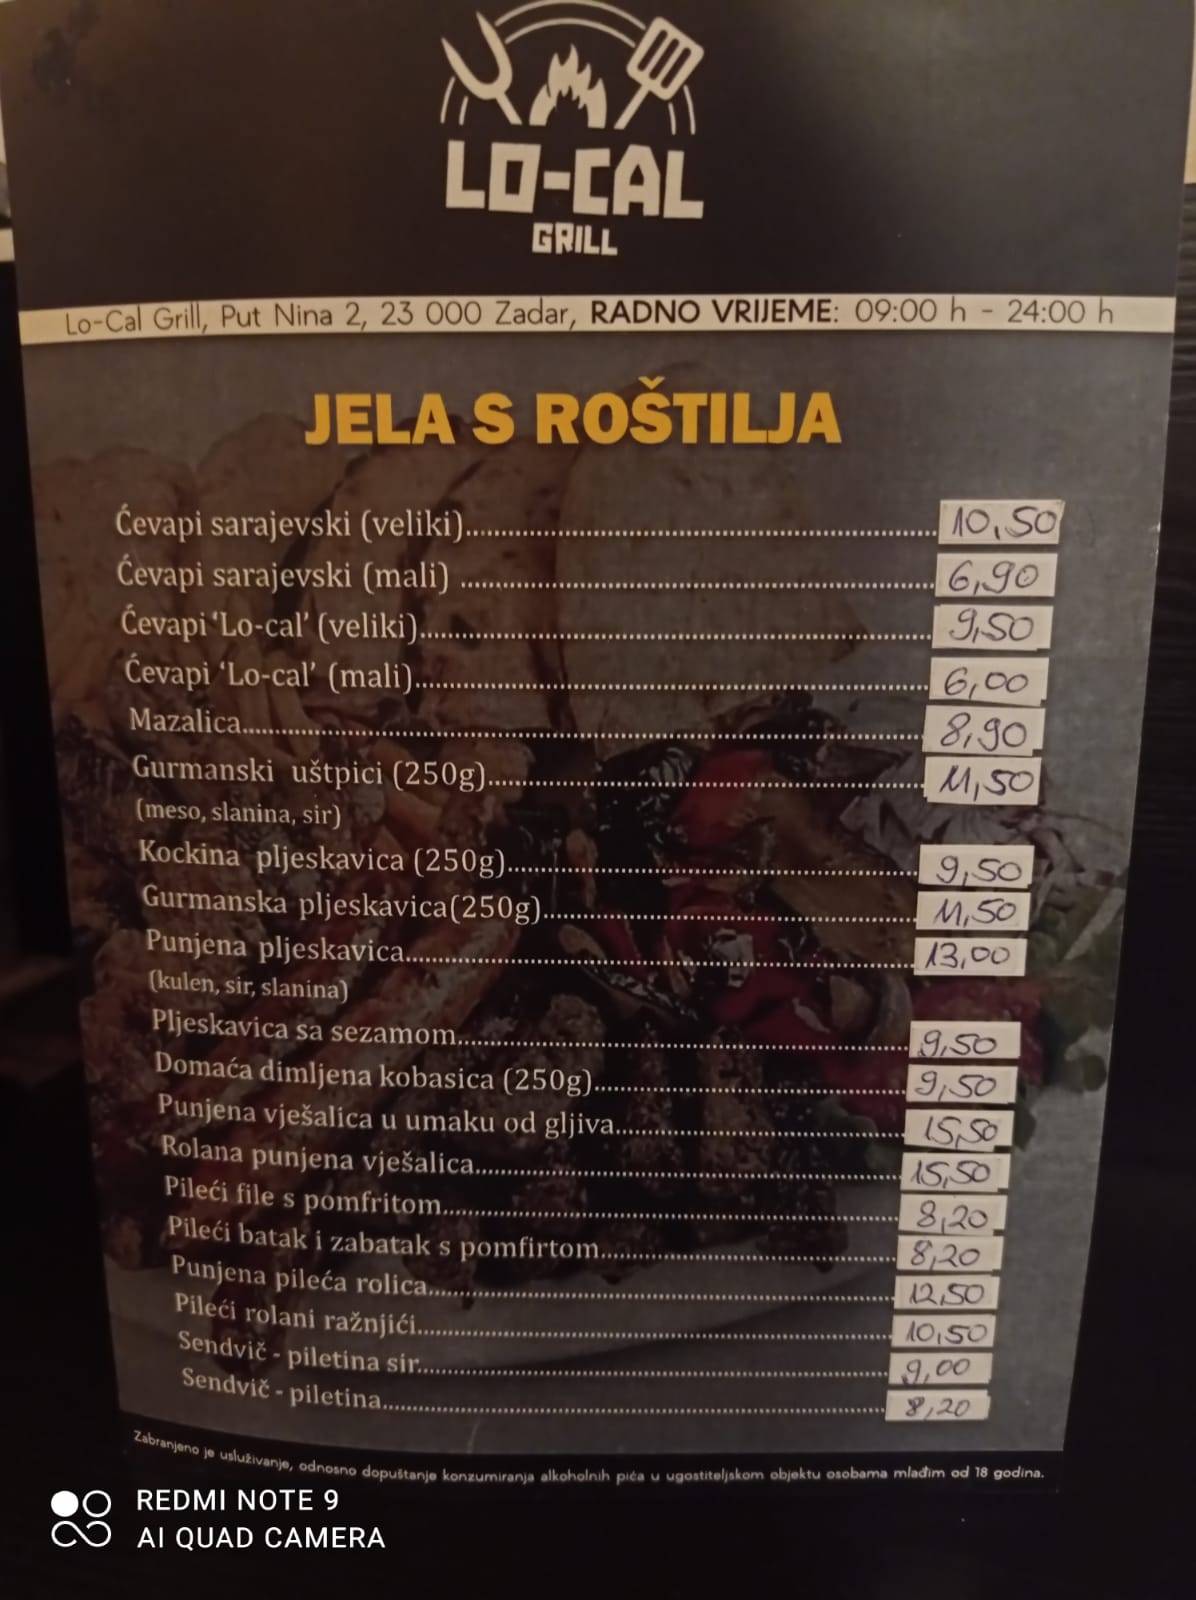 LO-CAL
GRILL
Lo-Cal Grill, Put Nina 2, 23 000 Zadar, RADNO VRIJEME: 09:00 h - 24:00 h
JELA S ROŠTILJA
Ćevapi sarajevski (veliki)........ 10,50
Ćevapi sarajevski (mali) ........ 6,90
Ćevapi 'Lo-cal' (veliki)........ 9,50
Ćevapi 'Lo-cal' (mali)........ 6,00
Mazalica........ 8,90
Gurmanski uštpici (250g)........ 11,50
(meso, slanina, sir)
Kockina pljeskavica (250g)........ 9,50
Gurmanska pljeskavica(250g)........ 11,50
Punjena pljeskavica........ 13,00
(kulen, sir, slanina)
Pljeskavica sa sezamom........ 9,50
Domaća dimljena kobasica (250g)........ 9,50
Punjena vješalica u umaku od gljiva........ 15,50
Rolana punjena vješalica........ 15,50
Pileći file s pomfritom........ 8,20
Pileći batak i zabatak s pomfirtom........ 8,20
Punjena pileća rolica........ 12,50
Pileći rolani ražnjići........ 10,50
Sendvič - piletina sir........ 9,00
Sendvič - piletina........ 8,20
Zabranjeno je usluživanje, odnosno dopuštanje konzumiranja alkoholnih pića u ugostiteljskom objektu osobama mlađim od 18 godina.
REDMI NOTE 9
AI QUAD CAMERA